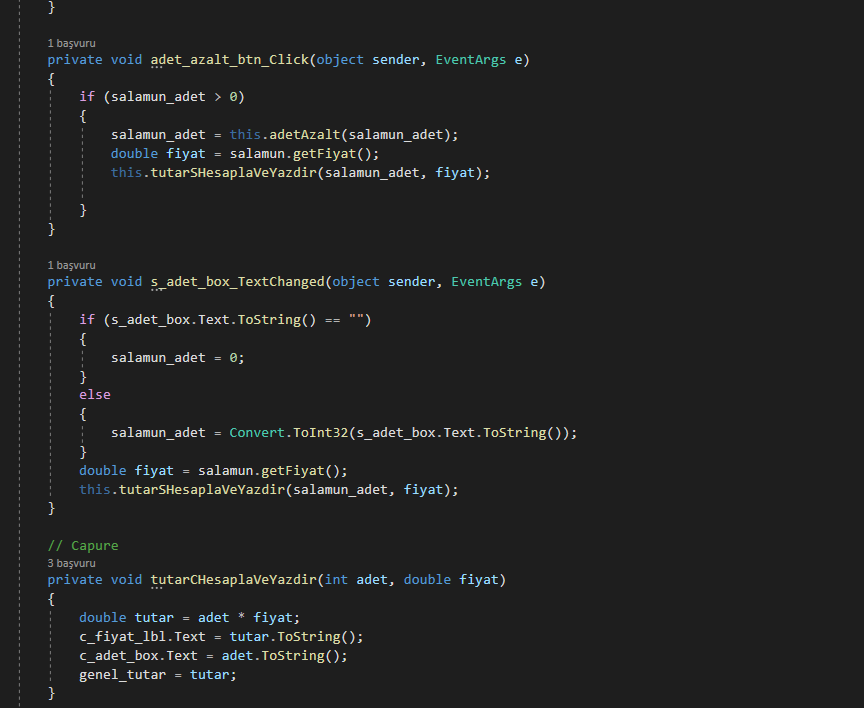 }
1 başvuru
private void adet_azalt_btn_Click(object sender, EventArgs e)
{
if (salamun_adet > 0)
{
salamun_adet = this.adetAzalt(salamun_adet);
double fiyat = salamun.getFiyat();
this.tutarSHesaplaVeYazdir(salamun_adet, fiyat);
}
}
1 başvuru
private void s_adet_box_TextChanged(object sender, EventArgs e)
{
if (s_adet_box.Text.ToString() == "")
{
salamun_adet = 0;
}
else
{
salamun_adet = Convert.ToInt32(s_adet_box.Text.ToString());
}
double fiyat = salamun.getFiyat();
this.tutarSHesaplaVeYazdir(salamun_adet, fiyat);
}
// Capure
3 başvuru
private void tutarCHesaplaVeYazdir(int adet, double fiyat)
{
double tutar = adet * fiyat;
c_fiyat_lbl.Text = tutar.ToString();
c_adet_box.Text = adet.ToString();
genel_tutar = tutar;
}